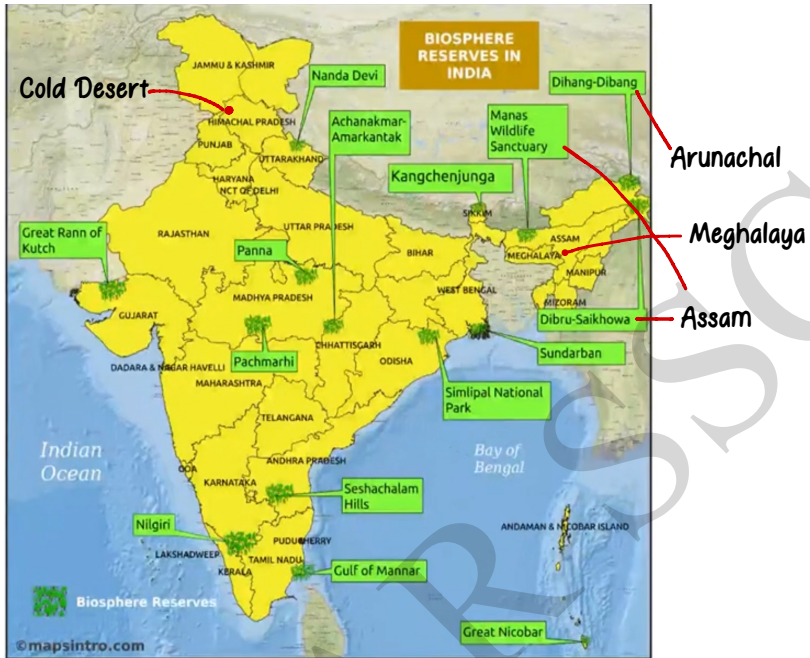 BIOSPHERE
RESERVES IN
INDIA
JAMMU & KASHMIR
Nanda Devi
Dihang-Dibang
Cold Desert
HIMACHAL PRADESH
Achanakmar-
Amarkantak
Manas
Wildlife
Sanctuary
PUNJAB
UTTARAKHAND
Arunachal
HARYANA
NCT OF DELHI
Kangchenjunga
SIKKIM
Great Rann of
Kutch
RAJASTHAN
UTTAR PRADESH
Panna
BIHAR
ASSAM
MEGHALAYA
Meghalaya
MANIPUR
MADHYA PRADESH
WEST BENGAL
MIZORAM
GUJARAT
Dibru-Saikhowa
Assam
CHHATTISGARH
Pachmarhi
ODISHA
Sundarban
DADARA & NAGAR HAVELLI
MAHARASHTRA
Simlipal National
Park
TELANGANA
Indian
Ocean
Bay of
Bengal
ANDHRA PRADESH
GOA
KARNATAKA
Seshachalam
Hills
Nilgiri
PUDUCHERRY
ANDAMAN & NICOBAR ISLAND
LAKSHADWEEP
TAMIL NADU
KERALA
Gulf of Mannar
Biosphere Reserves
Great Nicobar
©mapsintro.com